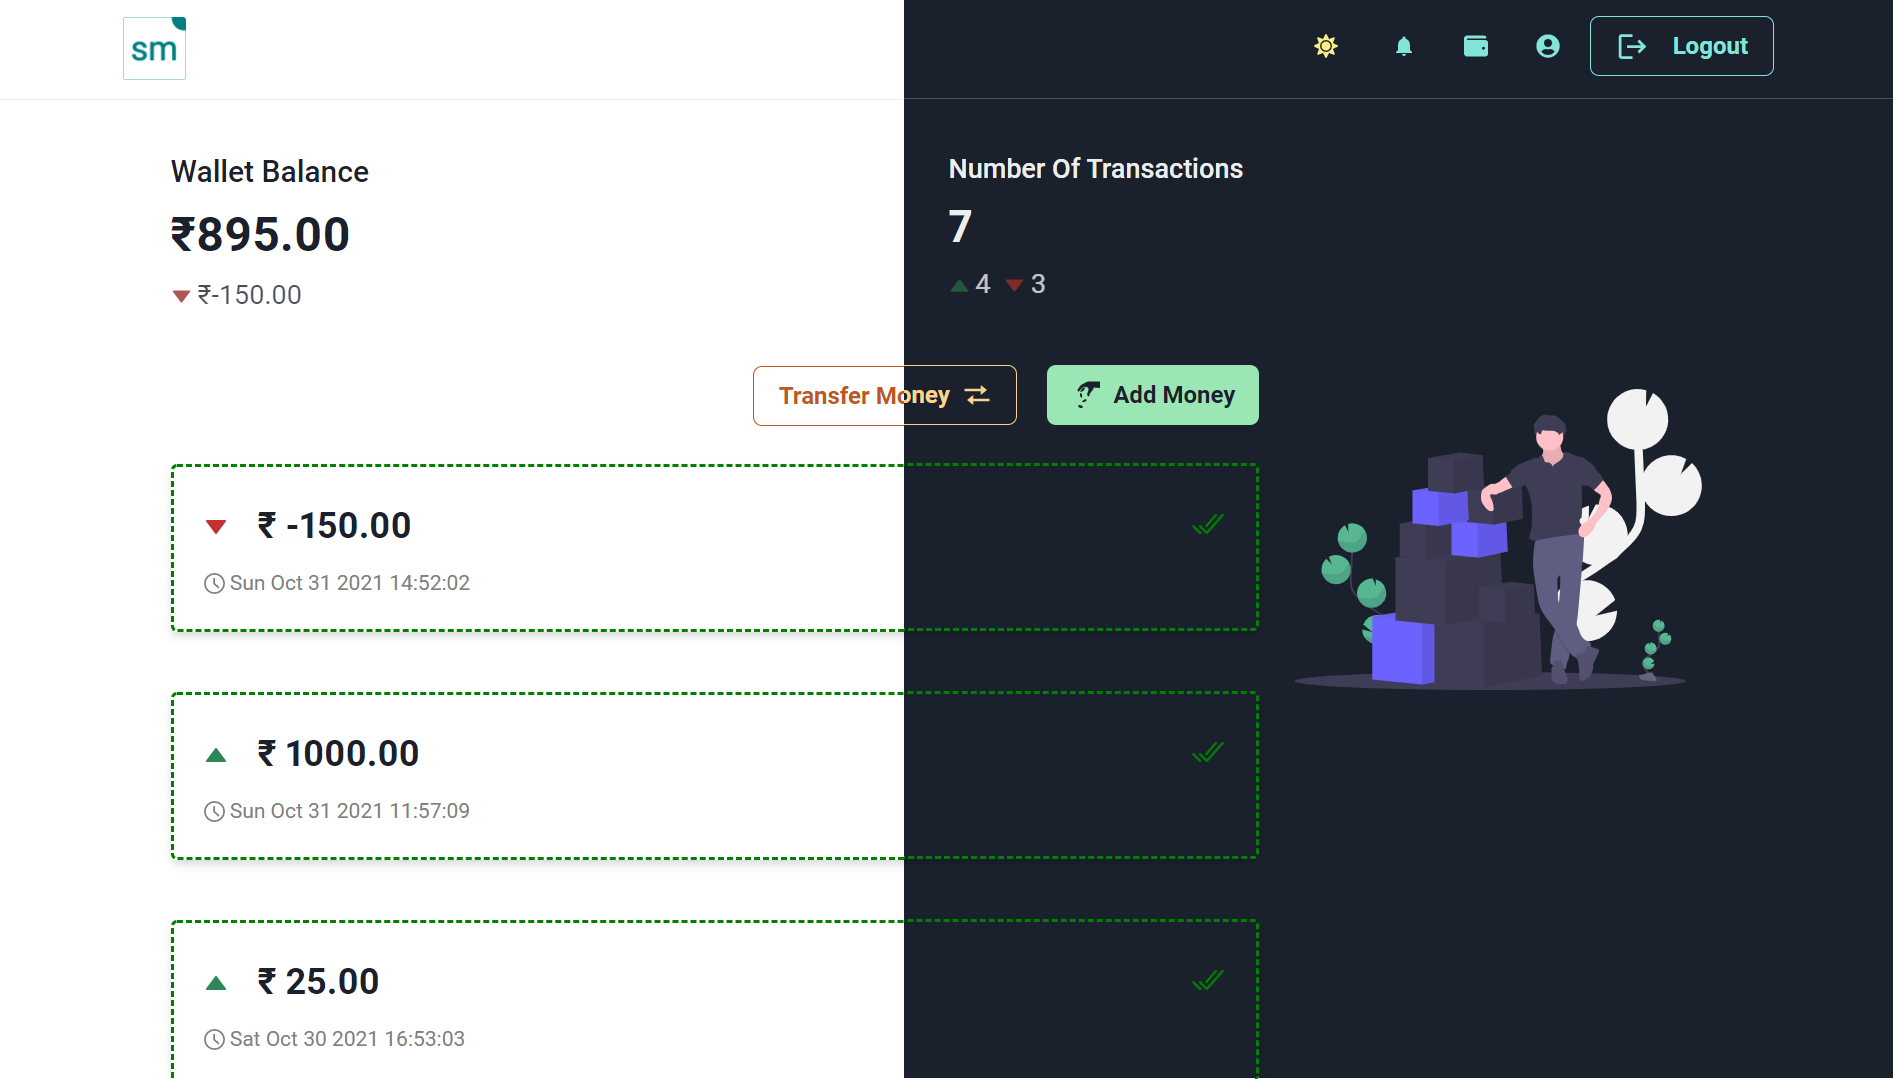 sm
Logout
Wallet Balance
₹895.00
₹-150.00
Number Of Transactions
7
4 3
Transfer Money
Add Money
₹ -150.00
Sun Oct 31 2021 14:52:02
₹ 1000.00
Sun Oct 31 2021 11:57:09
₹ 25.00
Sat Oct 30 2021 16:53:03